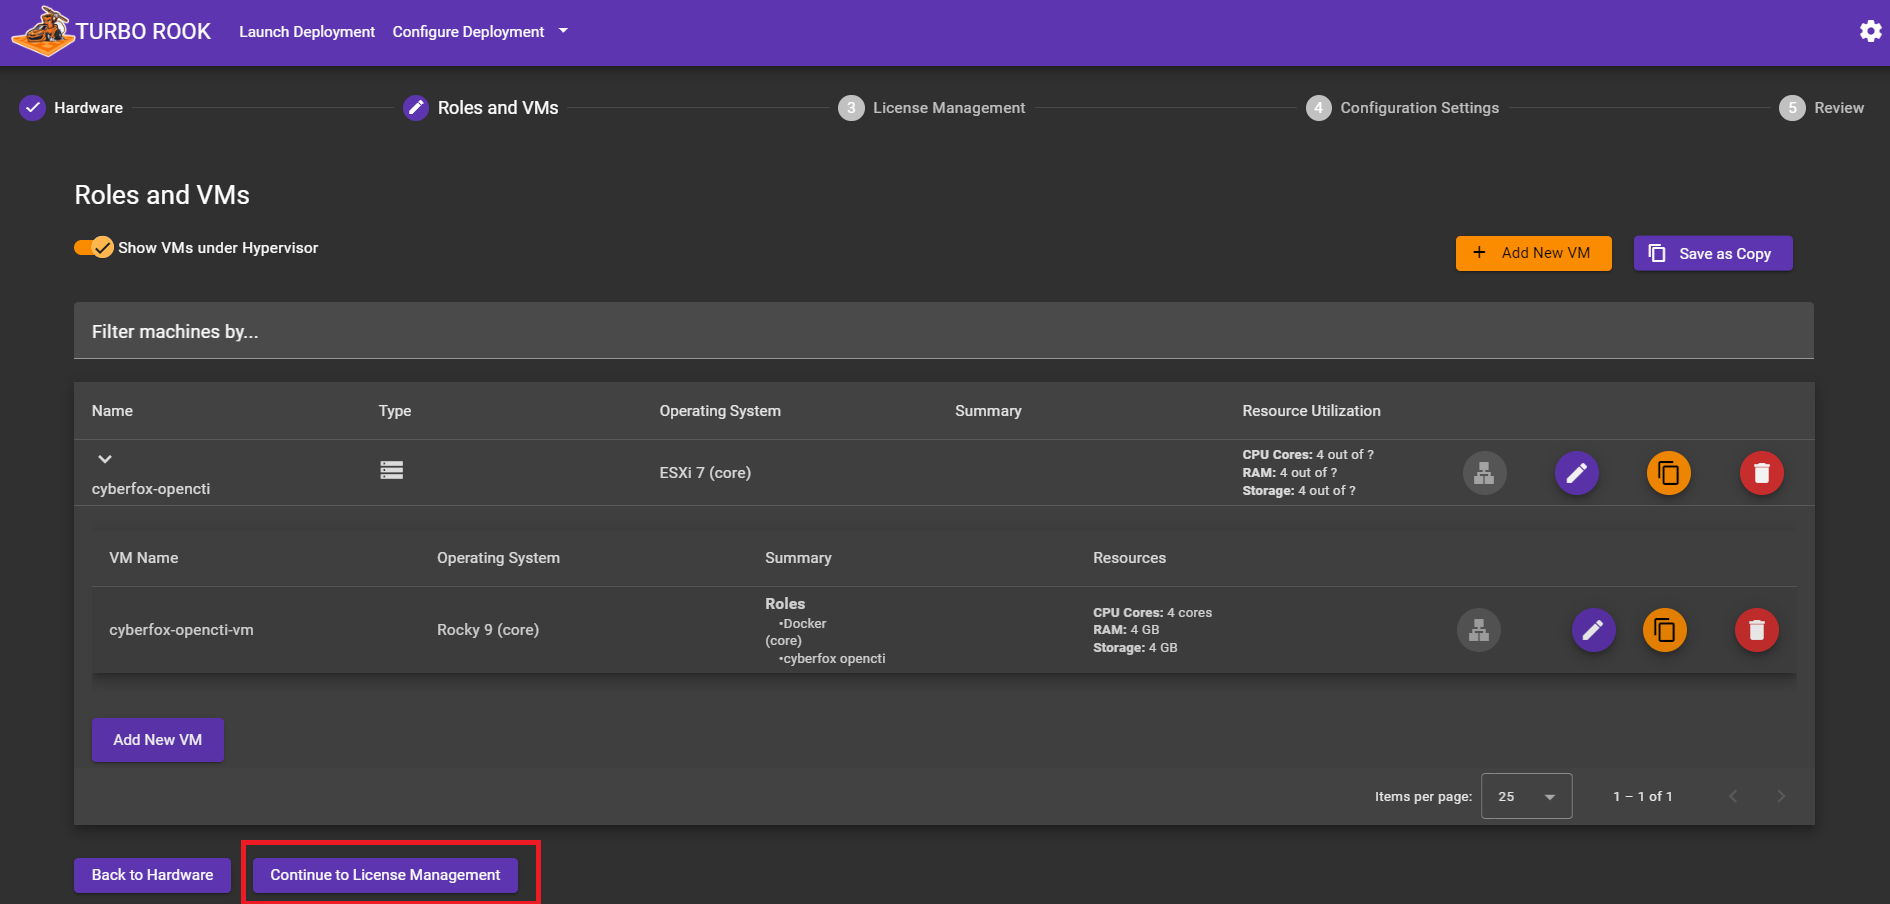 TURBO ROOK
Launch Deployment
Configure Deployment
Hardware
Roles and VMs
3 License Management
4 Configuration Settings
5 Review
Roles and VMs
Show VMs under Hypervisor
+ Add New VM
Save as Copy
Filter machines by...
Name
Type
Operating System
Summary
Resource Utilization
cyberfox-opencti
ESXi 7 (core)
CPU Cores: 4 out of ?
RAM: 4 out of ?
Storage: 4 out of ?
VM Name
Operating System
Summary
Resources
cyberfox-opencti-vm
Rocky 9 (core)
Roles
•Docker
(core)
•cyberfox opencti
CPU Cores: 4 cores
RAM: 4 GB
Storage: 4 GB
Add New VM
Items per page:
25
1 – 1 of 1
Back to Hardware
Continue to License Management